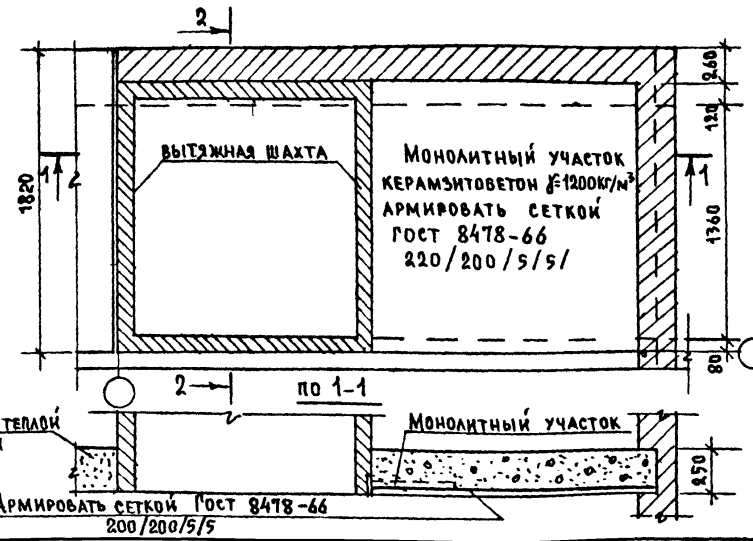 2
260
120
ВЫТЯЖНАЯ ШАХТА
МОНОЛИТНЫЙ УЧАСТОК
КЕРАМЗИТОБЕТОН γ=1200КГ/М³
АРМИРОВАТЬ СЕТКОЙ
ГОСТ 8478-66
220/200/5/5/
1
1
1820
1360
80
2
ПО 1-1
ТЕПЛОЙ
МОНОЛИТНЫЙ УЧАСТОК
250
АРМИРОВАТЬ СЕТКОЙ ГОСТ 8478-66
200/200/5/5